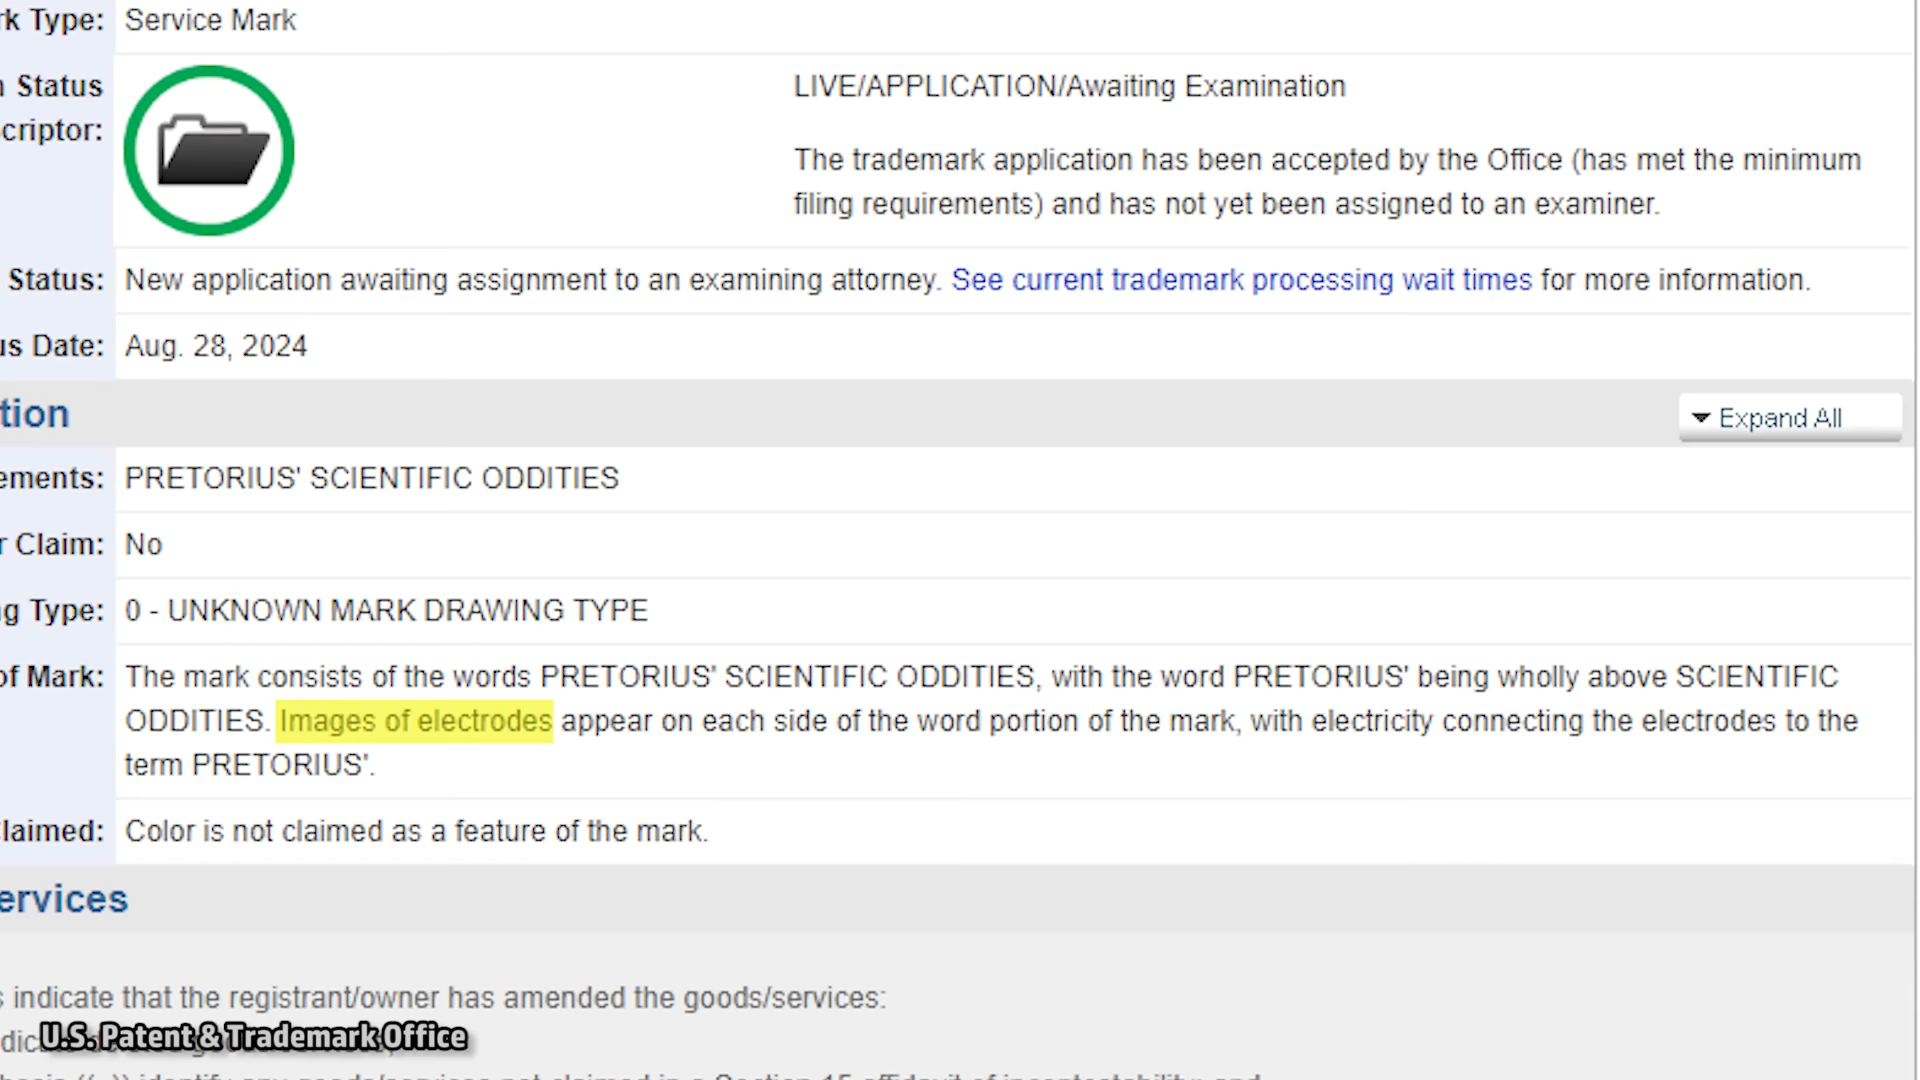 rk Type: Service Mark
n Status LIVE/APPLICATION/Awaiting Examination
criptor:
The trademark application has been accepted by the Office (has met the minimum
filing requirements) and has not yet been assigned to an examiner.
Status: New application awaiting assignment to an examining attorney. See current trademark processing wait times for more information.
us Date: Aug. 28, 2024
tion Expand All
ements: PRETORIUS' SCIENTIFIC ODDITIES
r Claim: No
ng Type: 0 - UNKNOWN MARK DRAWING TYPE
of Mark: The mark consists of the words PRETORIUS' SCIENTIFIC ODDITIES, with the word PRETORIUS' being wholly above SCIENTIFIC
ODDITIES. Images of electrodes appear on each side of the word portion of the mark, with electricity connecting the electrodes to the
term PRETORIUS'.
Claimed: Color is not claimed as a feature of the mark.
ervices
s indicate that the registrant/owner has amended the goods/services:
U.S. Patent & Trademark Office